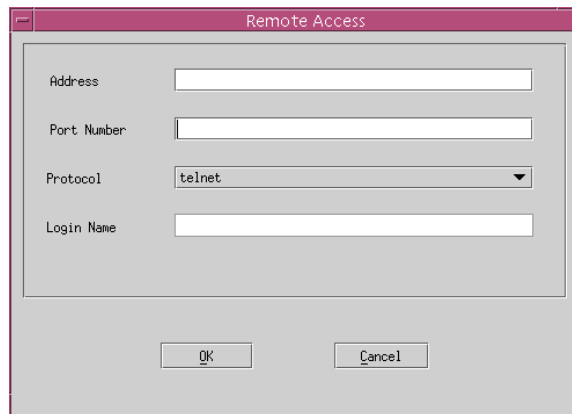 Remote Access
Address
Port Number
Protocol
telnet
Login Name
OK
Cancel